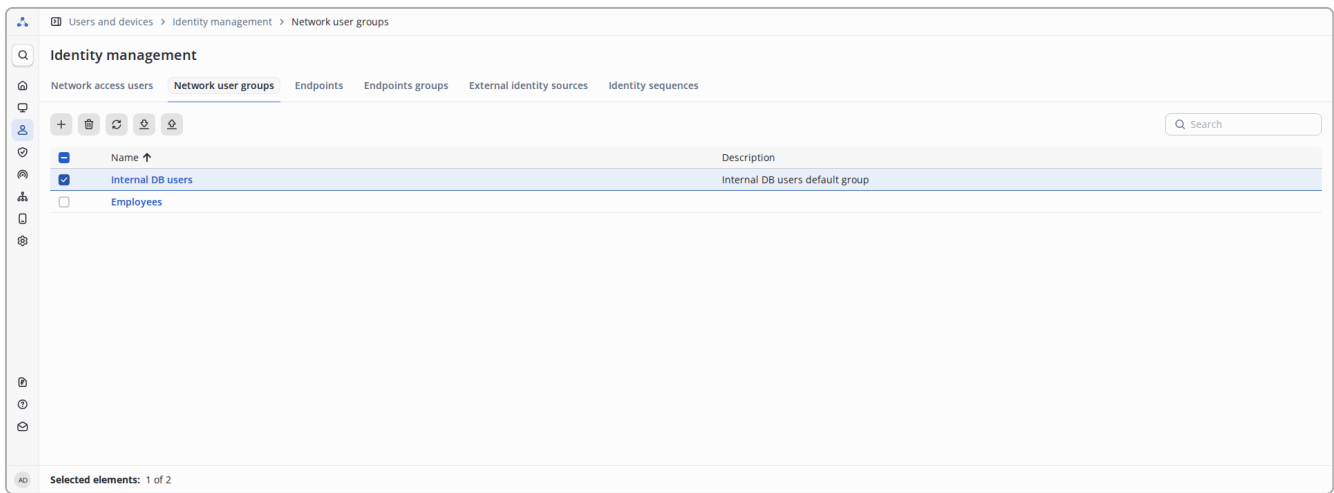 Users and devices > Identity management > Network user groups
Identity management
Network access users Network user groups Endpoints Endpoints groups External identity sources Identity sequences
Search
Name Description
Internal DB users Internal DB users default group
Employees
AD Selected elements: 1 of 2